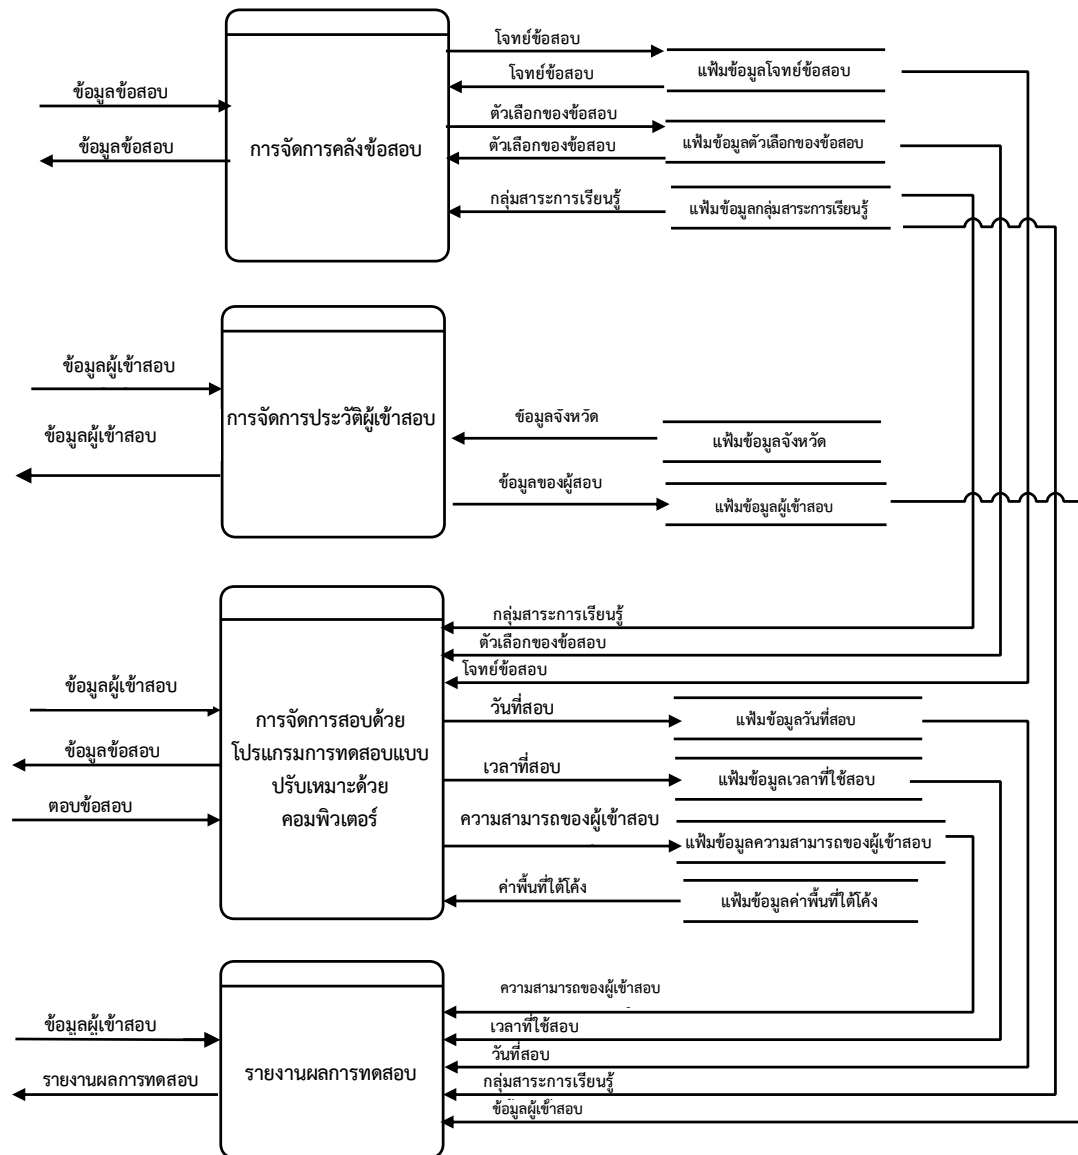 โจทย์ข้อสอบ
แฟ้มข้อมูลโจทย์ข้อสอบ
โจทย์ข้อสอบ
ข้อมูลข้อสอบ
ตัวเลือกของข้อสอบ
ข้อมูลข้อสอบ
การจัดการคลังข้อสอบ
ตัวเลือกของข้อสอบ
แฟ้มข้อมูลตัวเลือกของข้อสอบ
กลุ่มสาระการเรียนรู้
แฟ้มข้อมูลกลุ่มสาระการเรียนรู้
ข้อมูลผู้เข้าสอบ
การจัดการประวัติผู้เข้าสอบ
ข้อมูลผู้เข้าสอบ
ข้อมูลจังหวัด
แฟ้มข้อมูลจังหวัด
ข้อมูลของผู้สอบ
แฟ้มข้อมูลผู้เข้าสอบ
กลุ่มสาระการเรียนรู้
ตัวเลือกของข้อสอบ
โจทย์ข้อสอบ
ข้อมูลผู้เข้าสอบ
ข้อมูลข้อสอบ
ตอบข้อสอบ
การจัดการสอบด้วย
โปรแกรมการทดสอบแบบ
ปรับเหมาะด้วย
คอมพิวเตอร์
วันที่สอบ
แฟ้มข้อมูลวันที่สอบ
เวลาที่สอบ
แฟ้มข้อมูลเวลาที่ใช้สอบ
ความสามารถของผู้เข้าสอบ
แฟ้มข้อมูลความสามารถของผู้เข้าสอบ
ค่าพื้นที่ใต้โค้ง
แฟ้มข้อมูลค่าพื้นที่ใต้โค้ง
ความสามารถของผู้เข้าสอบ
ข้อมูลผู้เข้าสอบ
เวลาที่ใช้สอบ
วันที่สอบ
รายงานผลการทดสอบ
รายงานผลการทดสอบ
กลุ่มสาระการเรียนรู้
ข้อมูลผู้เข้าสอบ